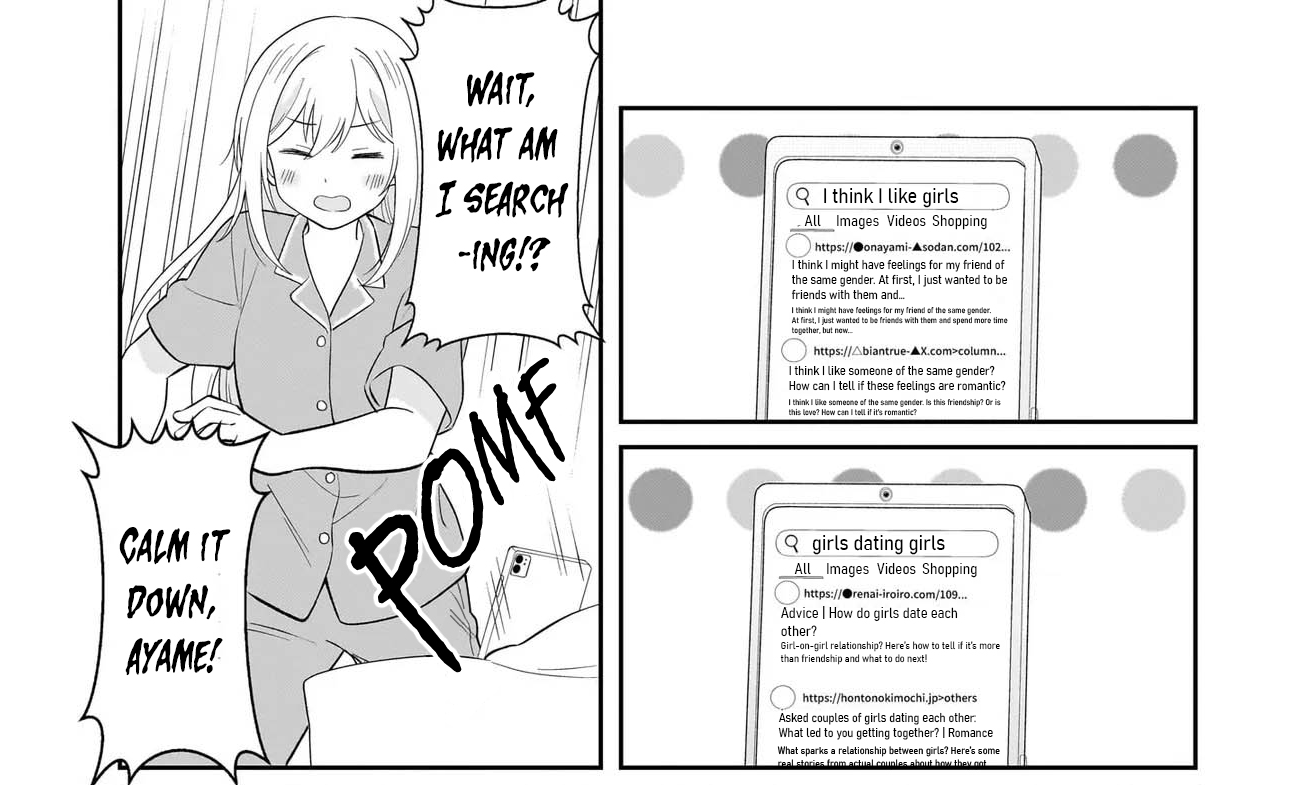 I think I like girls
All Images Videos Shopping
https://●onayami-▲sodan.com/102...
I think I might have feelings for my friend of
the same gender. At first, I just wanted to be
friends with them and...
I think I might have feelings for my friend of the same gender.
At first, I just wanted to be friends with them and spend more time
together, but now...
https://△biantrue-▲X.com>column...
I think I like someone of the same gender?
How can I tell if these feelings are romantic?
I think I like someone of the same gender. Is this friendship? Or is
this love? How can I tell if it's romantic?
girls dating girls
All Images Videos Shopping
https://●renai-iroiro.com/109...
Advice | How do girls date each
other?
Girl-on-girl relationship? Here's how to tell if it's more
than friendship and what to do next!
https://hontonokimochi.jp>others
Asked couples of girls dating each other:
What led to you getting together? | Romance
What sparks a relationship between girls? Here's some
real stories from actual couples about how they got
WAIT,
WHAT AM
I SEARCH
-ING!?
POMF
CALM IT
DOWN,
AYAME!